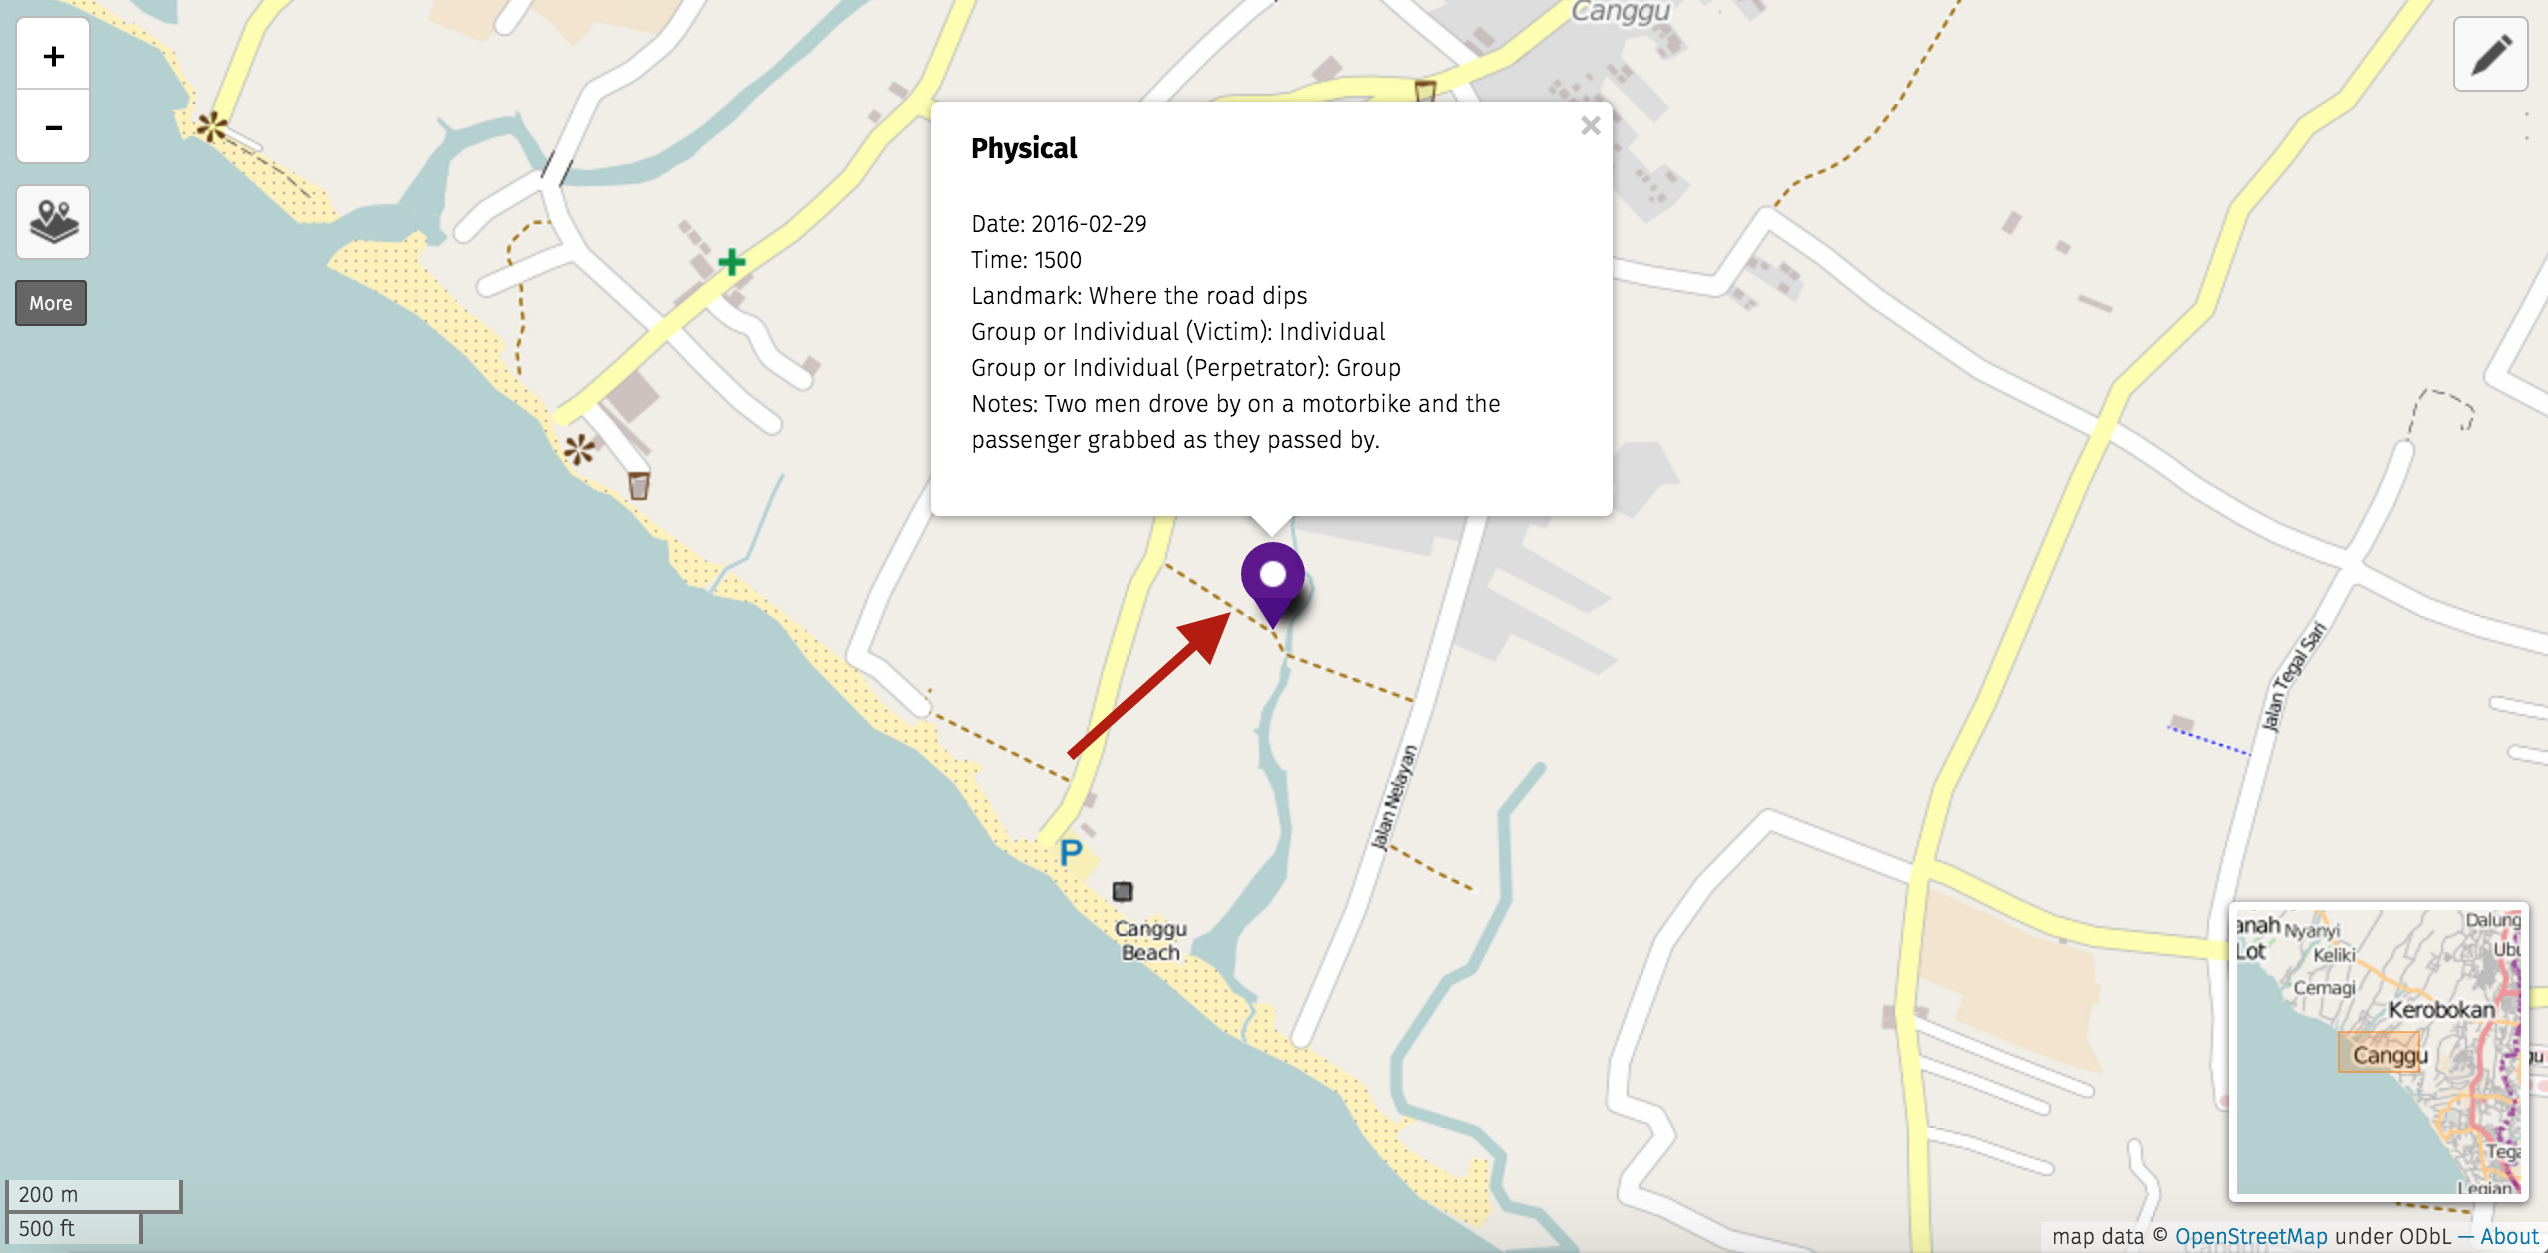 Canggu
+
-
More
Physical
×
Date: 2016-02-29
Time: 1500
Landmark: Where the road dips
Group or Individual (Victim): Individual
Group or Individual (Perpetrator): Group
Notes: Two men drove by on a motorbike and the
passenger grabbed as they passed by.
Jalan Tegal Sari
Jalan Nelayan
P
Canggu
Beach
anah
Lot
Nyanyi
Dalung
Keliki
Ubu
Cemagi
Kerobokan
Canggu
Tega
Legian
200 m
500 ft
map data © OpenStreetMap under ODbL — About